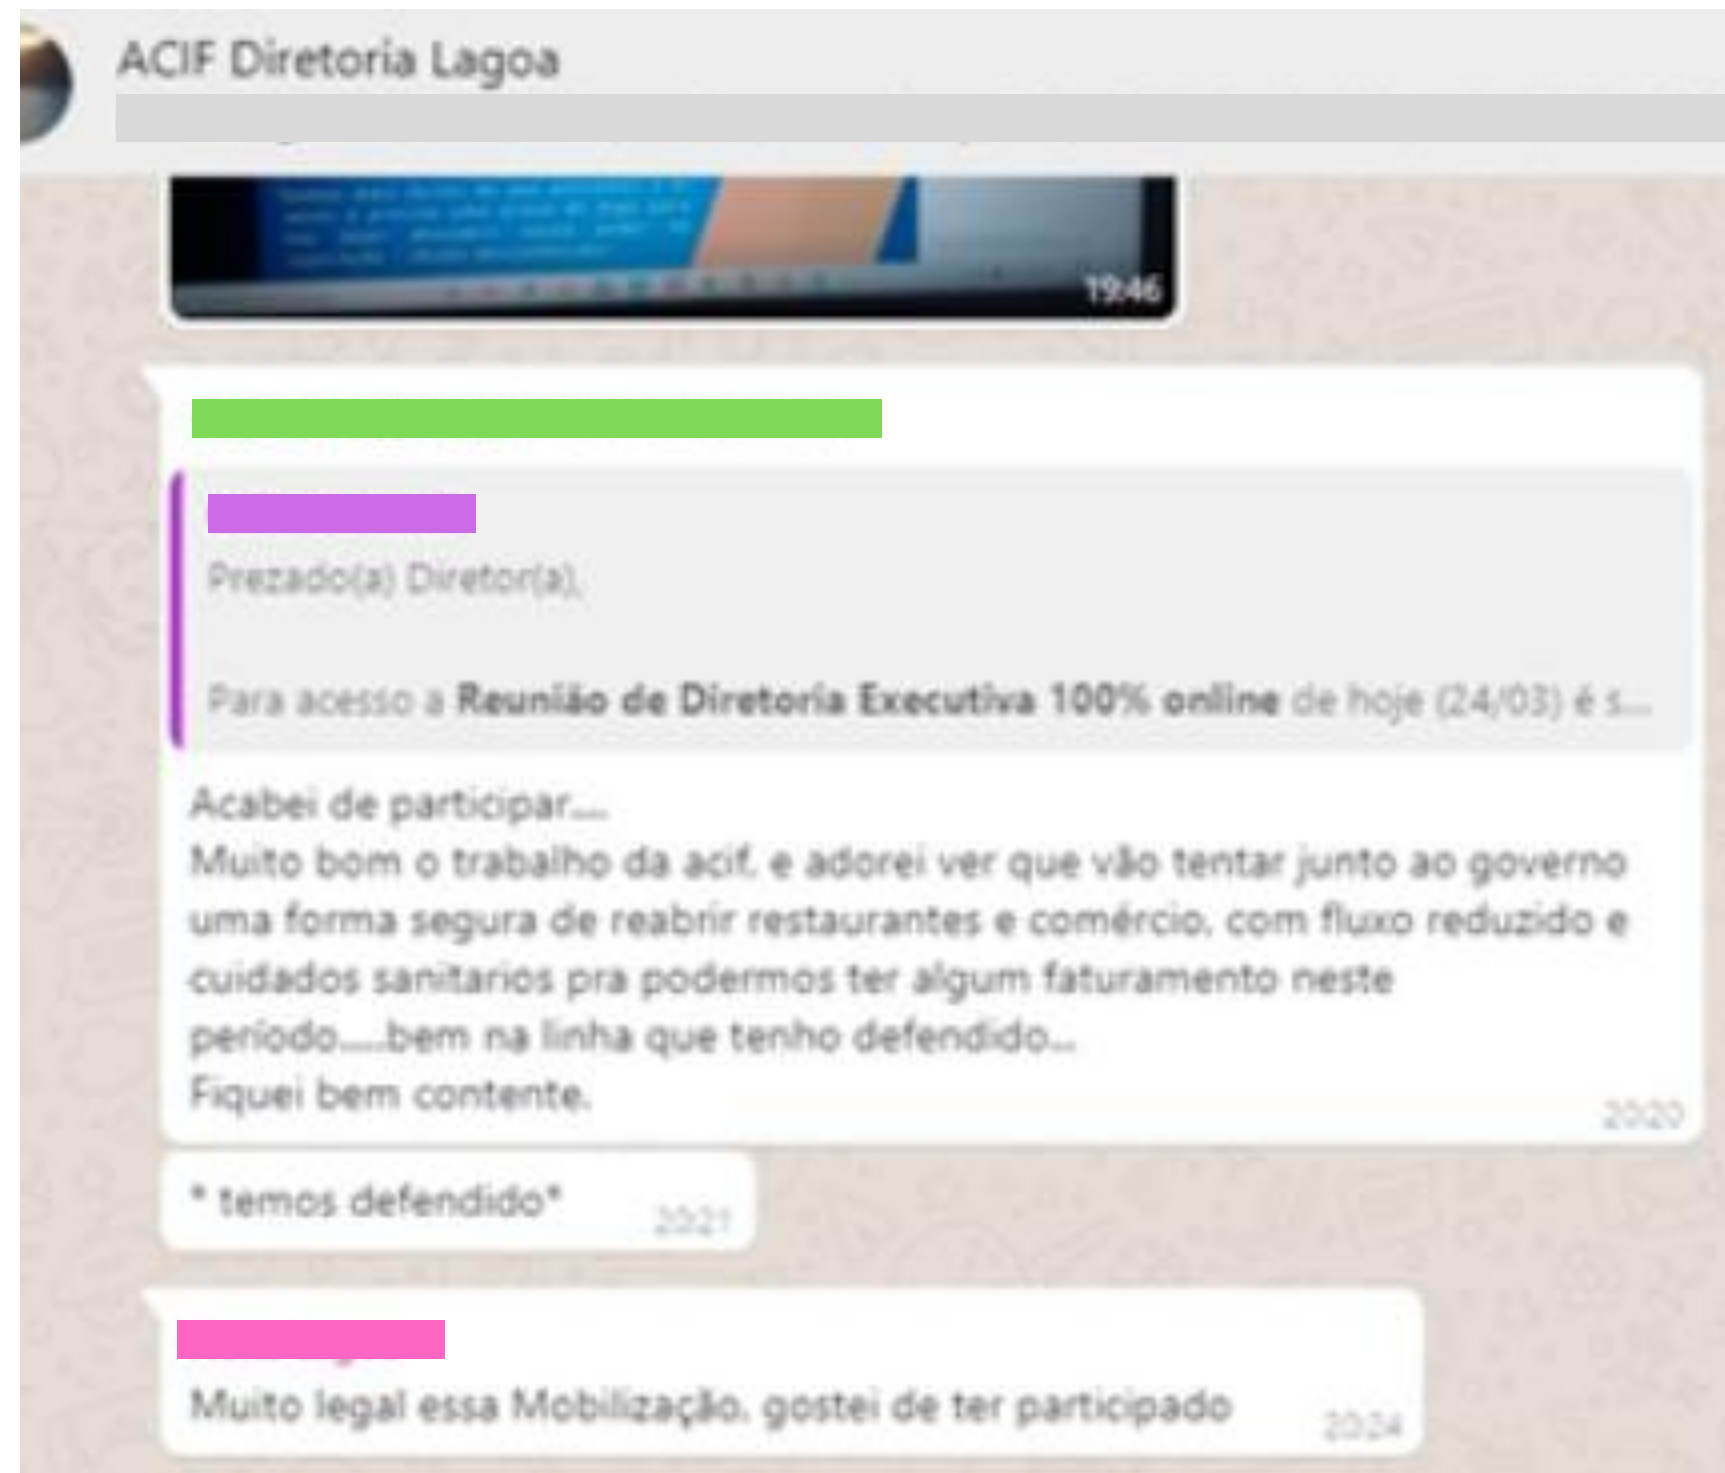 ACIF Diretoria Lagoa
19:46
Prezado(a) Diretor(a),
Para acesso a Reunião de Diretoria Executiva 100% online de hoje (24/03) é s...
Acabei de participar....
Muito bom o trabalho da acif, e adorei ver que vão tentar junto ao governo
uma forma segura de reabrir restaurantes e comércio, com fluxo reduzido e
cuidados sanitarios pra podermos ter algum faturamento neste
período.....bem na linha que tenho defendido...
Fiquei bem contente.
20:20
* temos defendido*
20:21
Muito legal essa Mobilização, gostei de ter participado
20:24